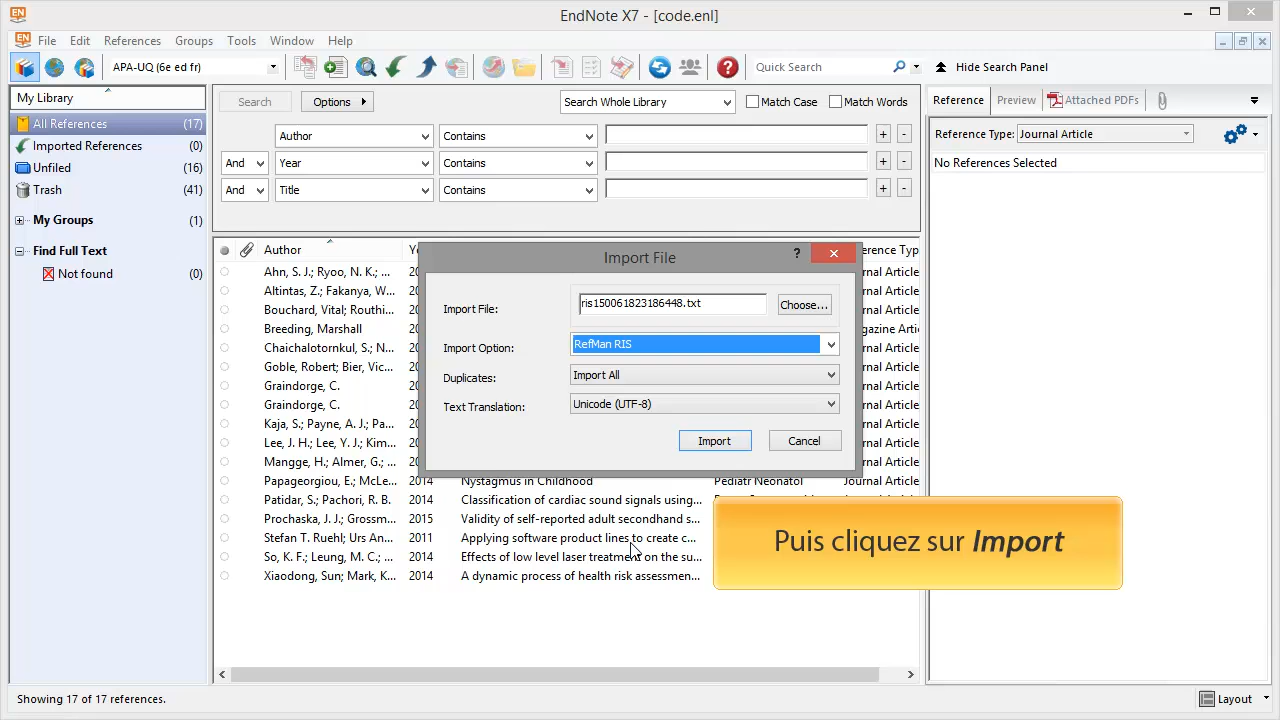 EndNote X7 - [code.enl]
File Edit References Groups Tools Window Help
APA-UQ (6e ed fr) Quick Search Hide Search Panel
My Library
All References (17)
Imported References (0)
Unfiled (16)
Trash (41)
My Groups (1)
Find Full Text
Not found (0)
Search Options Search Whole Library Match Case Match Words
Author Contains
And Year Contains
And Title Contains
Reference Preview Attached PDFs
Reference Type: Journal Article
No References Selected
Author
Ahn, S. J.; Ryoo, N. K.; ...
Altintas, Z.; Fakanya, W...
Bouchard, Vital; Routhi...
Breeding, Marshall
Chaichalotornkul, S.; N...
Goble, Robert; Bier, Vic...
Graindorge, C.
Graindorge, C.
Kaja, S.; Payne, A. J.; Pa...
Lee, J. H.; Lee, Y. J.; Kim...
Mangge, H.; Almer, G.; ...
Papageorgiou, E.; McLe... 2014 Nystagmus in Childhood Pediatr Neonatol Journal Article
Patidar, S.; Pachori, R. B. 2014 Classification of cardiac sound signals using...
Prochaska, J. J.; Grossm... 2015 Validity of self-reported adult secondhand s...
Stefan T. Ruehl; Urs An... 2011 Applying software product lines to create c...
So, K. F.; Leung, M. C.; ... 2014 Effects of low level laser treatment on the su...
Xiaodong, Sun; Mark, K... 2014 A dynamic process of health risk assessmen...
Import File
Import File: ris150061823186448.txt Choose...
Import Option: RefMan RIS
Duplicates: Import All
Text Translation: Unicode (UTF-8)
Import Cancel
Puis cliquez sur Import
Showing 17 of 17 references. Layout